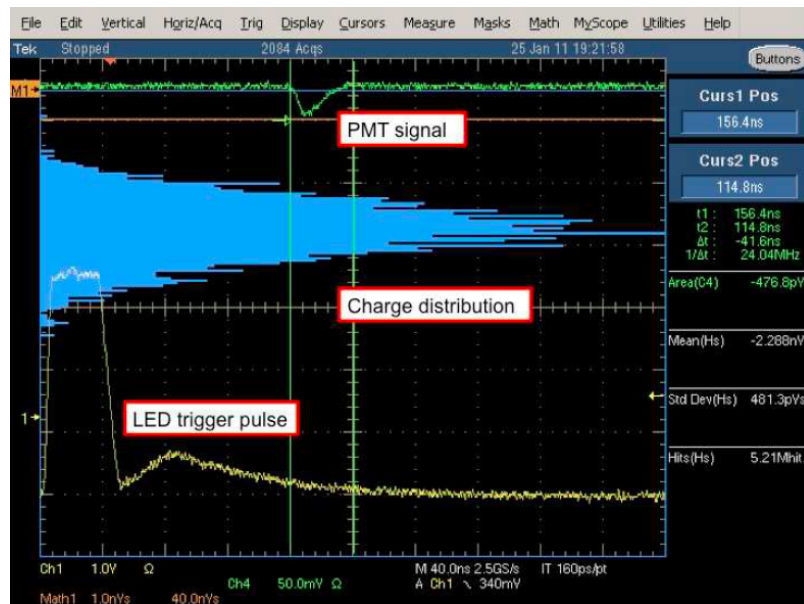 File Edit Vertical Horiz/Acq Trig Display Cursors Measure Masks Math MyScope Utilities Help
Tek Stopped 2084 Acqs 25 Jan 11 19:21:58
Buttons
M1
Curs1 Pos
156.4ns
PMT signal
Curs2 Pos
114.8ns
t1 : 156.4ns
t2 : 114.8ns
Δt : -41.6ns
1/Δt : 24.04MHz
Area(C4) -476.8pV
Charge distribution
Mean(Hs) -2.288nV
Std Dev(Hs) 481.3pVs
1
LED trigger pulse
Hits(Hs) 5.21Mhit
Ch1 1.0V Ω M 40.0ns 2.5GS/s IT 160ps/pt
Ch4 50.0mV Ω A Ch1 ∖ 340mV
Math1 1.0nVs 40.0nVs